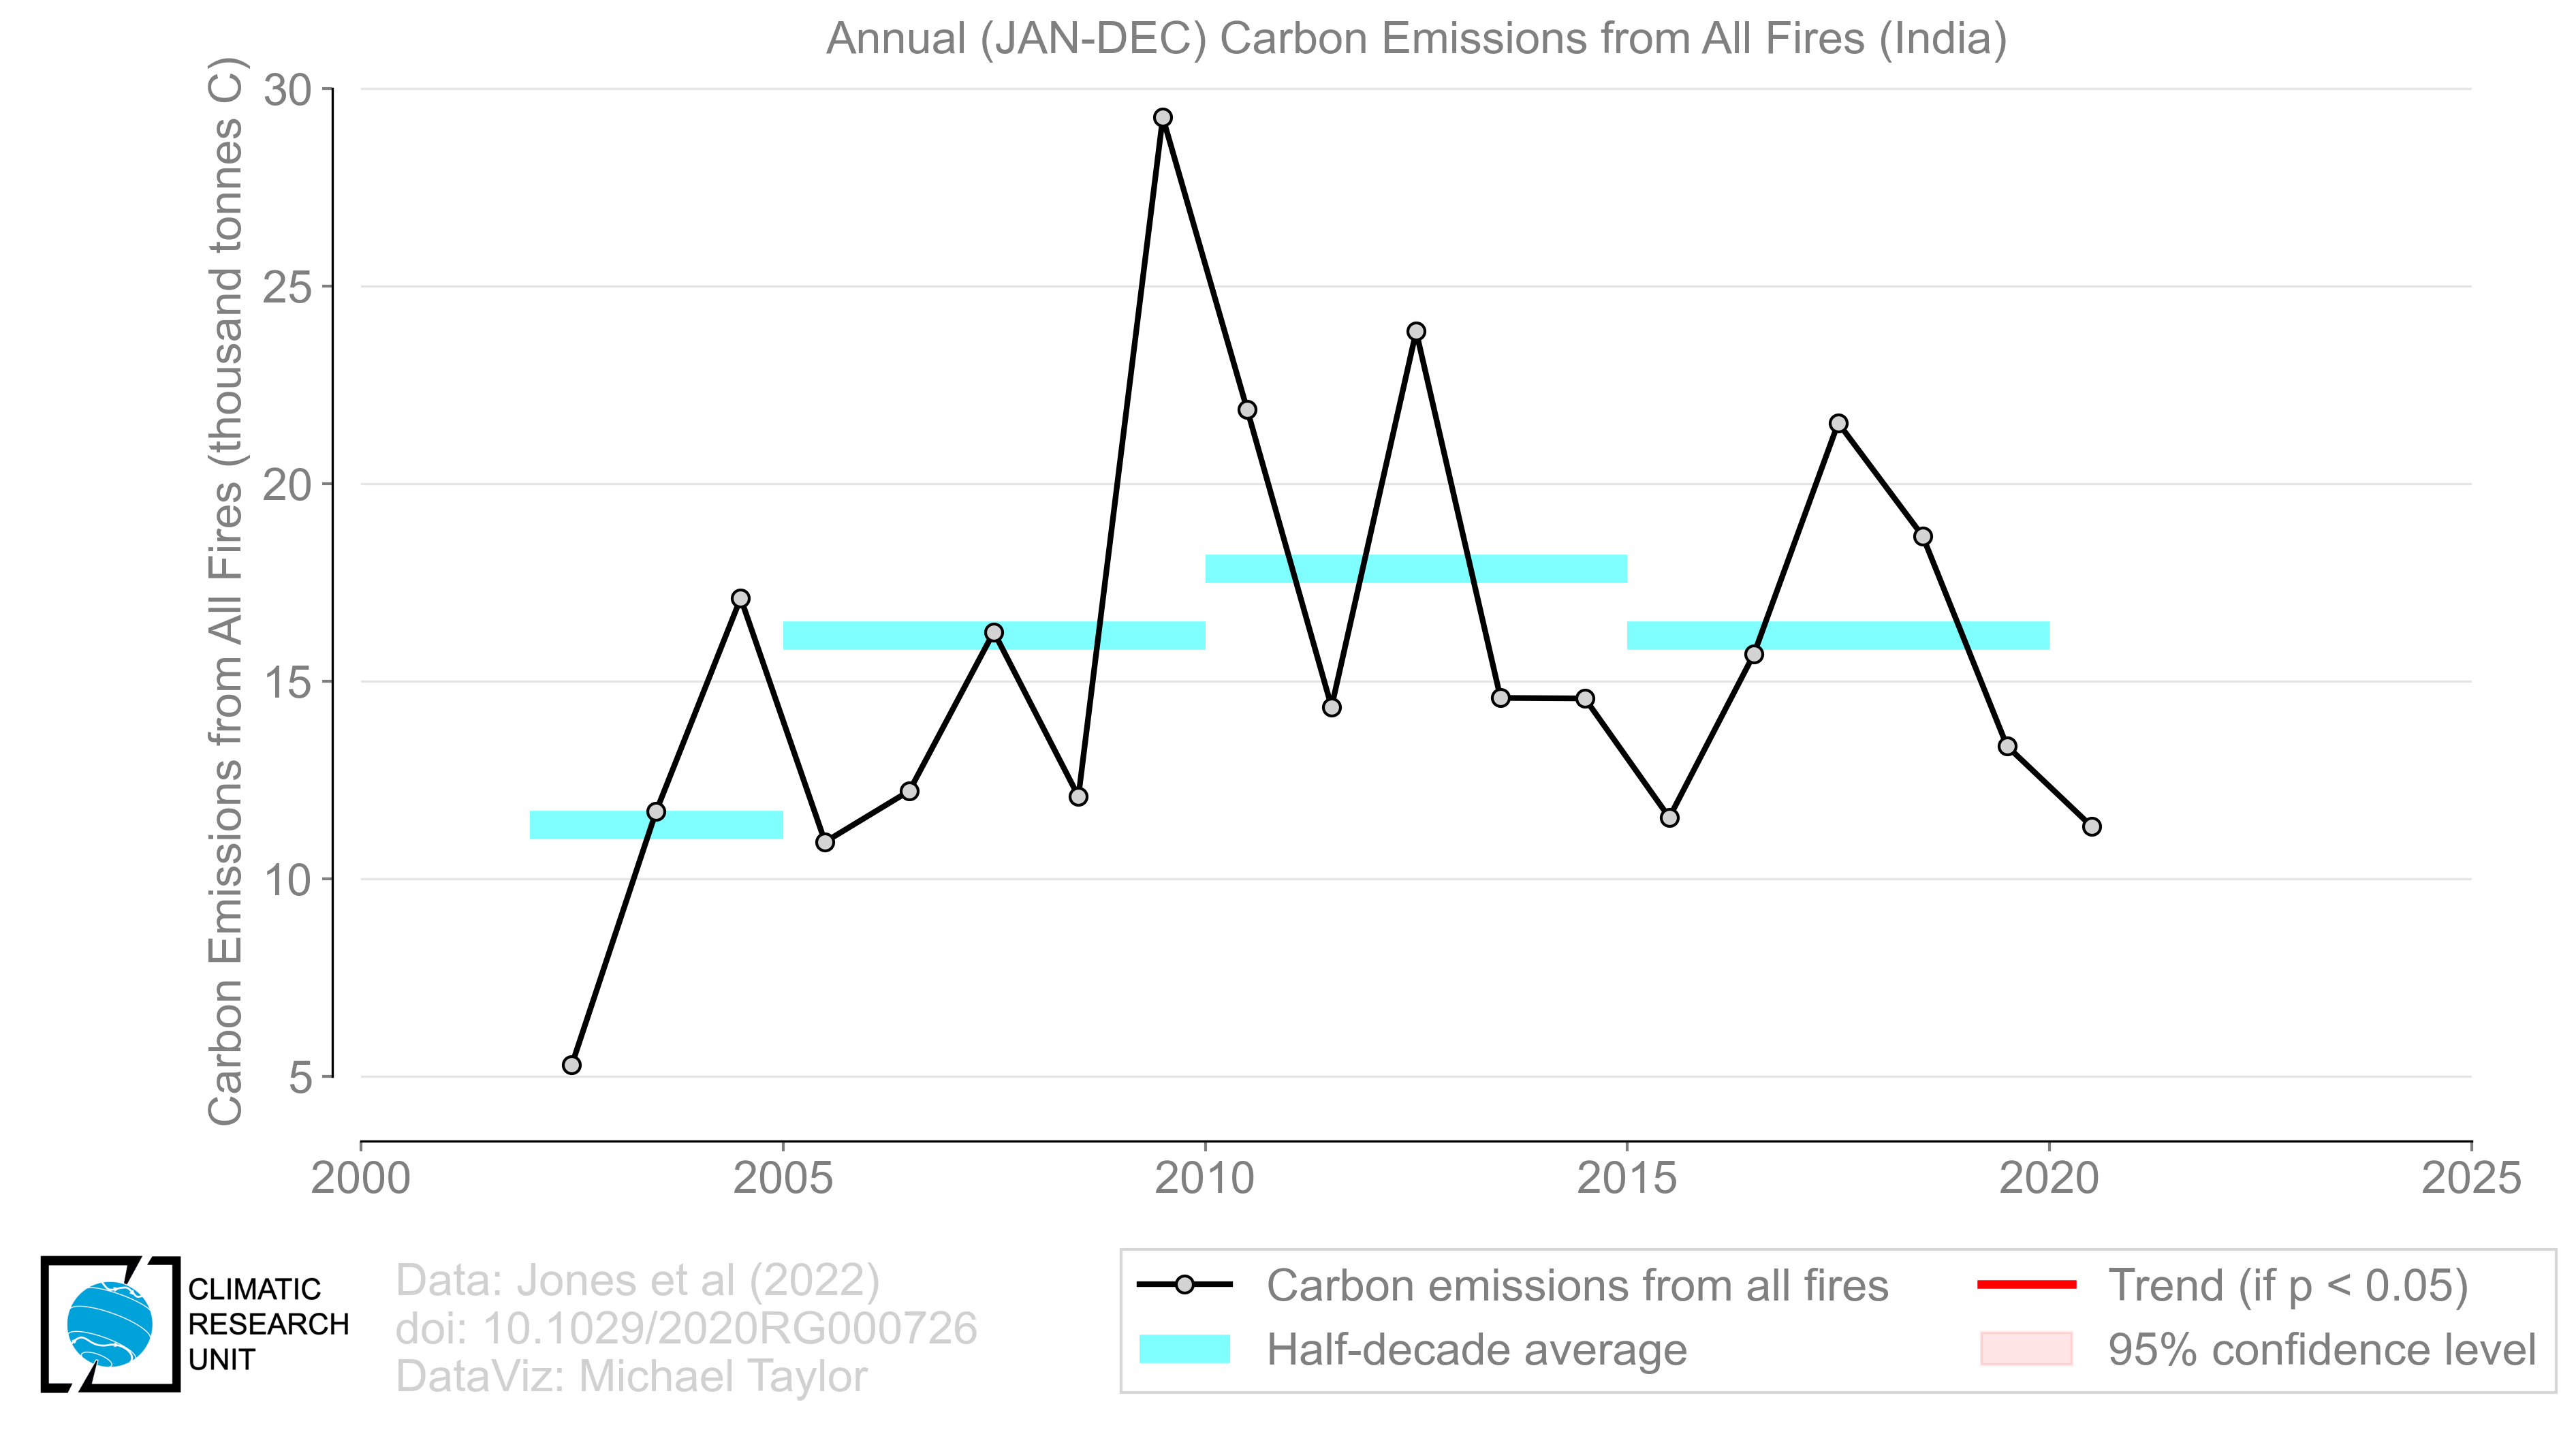 Annual (JAN-DEC) Carbon Emissions from All Fires (India)
Carbon Emissions from All Fires (thousand tonnes C)
30
25
20
15
10
5
2000 2005 2010 2015 2020 2025
CLIMATIC
RESEARCH
UNIT
Data: Jones et al (2022)
doi: 10.1029/2020RG000726
DataViz: Michael Taylor
Carbon emissions from all fires
Half-decade average
Trend (if p < 0.05)
95% confidence level